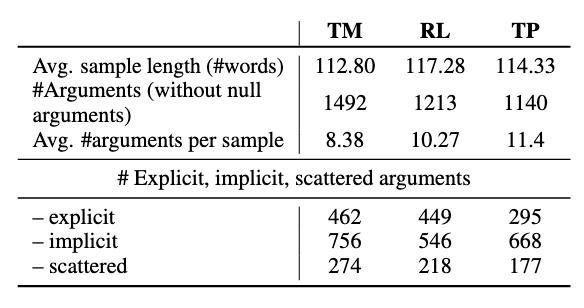 TM RL TP
Avg. sample length (#words) 112.80 117.28 114.33
#Arguments (without null
arguments) 1492 1213 1140
Avg. #arguments per sample 8.38 10.27 11.4
# Explicit, implicit, scattered arguments
– explicit 462 449 295
– implicit 756 546 668
– scattered 274 218 177